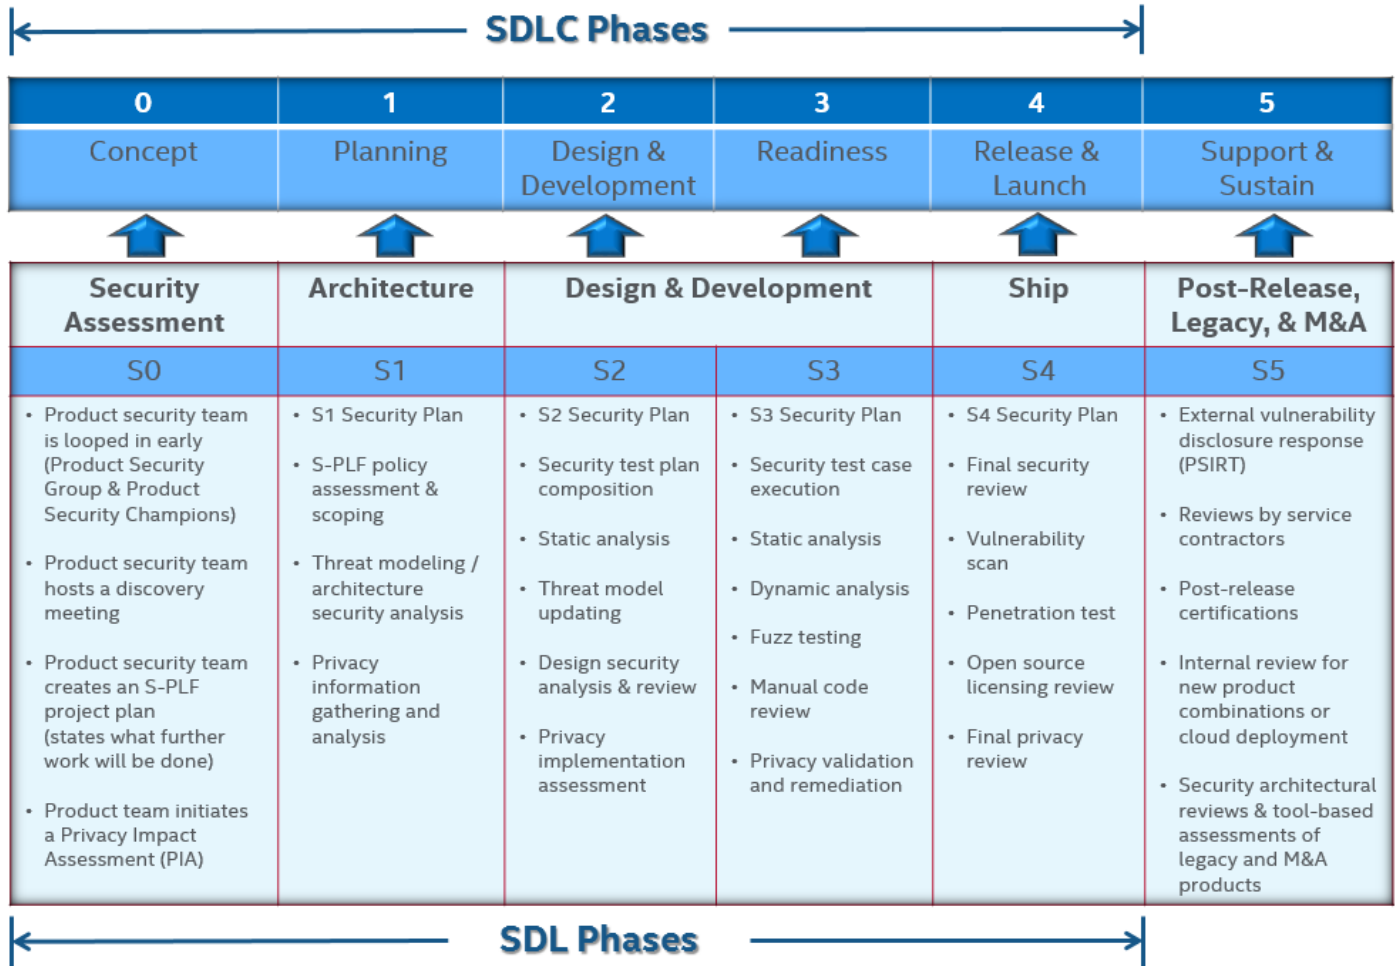 SDLC Phases
0
1
2
3
4
5
Concept
Planning
Design &
Development
Readiness
Release &
Launch
Support &
Sustain
Security
Assessment
Architecture
Design & Development
Ship
Post-Release,
Legacy, & M&A
S0
S1
S2
S3
S4
S5
• Product security team
is looped in early
(Product Security
Group & Product
Security Champions)
• Product security team
hosts a discovery
meeting
• Product security team
creates an S-PLF
project plan
(states what further
work will be done)
• Product team initiates
a Privacy Impact
Assessment (PIA)
• S1 Security Plan
• S-PLF policy
assessment &
scoping
• Threat modeling /
architecture
security analysis
• Privacy
information
gathering and
analysis
• S2 Security Plan
• Security test plan
composition
• Static analysis
• Threat model
updating
• Design security
analysis & review
• Privacy
implementation
assessment
• S3 Security Plan
• Security test case
execution
• Static analysis
• Dynamic analysis
• Fuzz testing
• Manual code
review
• Privacy validation
and remediation
• S4 Security Plan
• Final security
review
• Vulnerability
scan
• Penetration test
• Open source
licensing review
• Final privacy
review
• External vulnerability
disclosure response
(PSIRT)
• Reviews by service
contractors
• Post-release
certifications
• Internal review for
new product
combinations or
cloud deployment
• Security architectural
reviews & tool-based
assessments of
legacy and M&A
products
SDL Phases